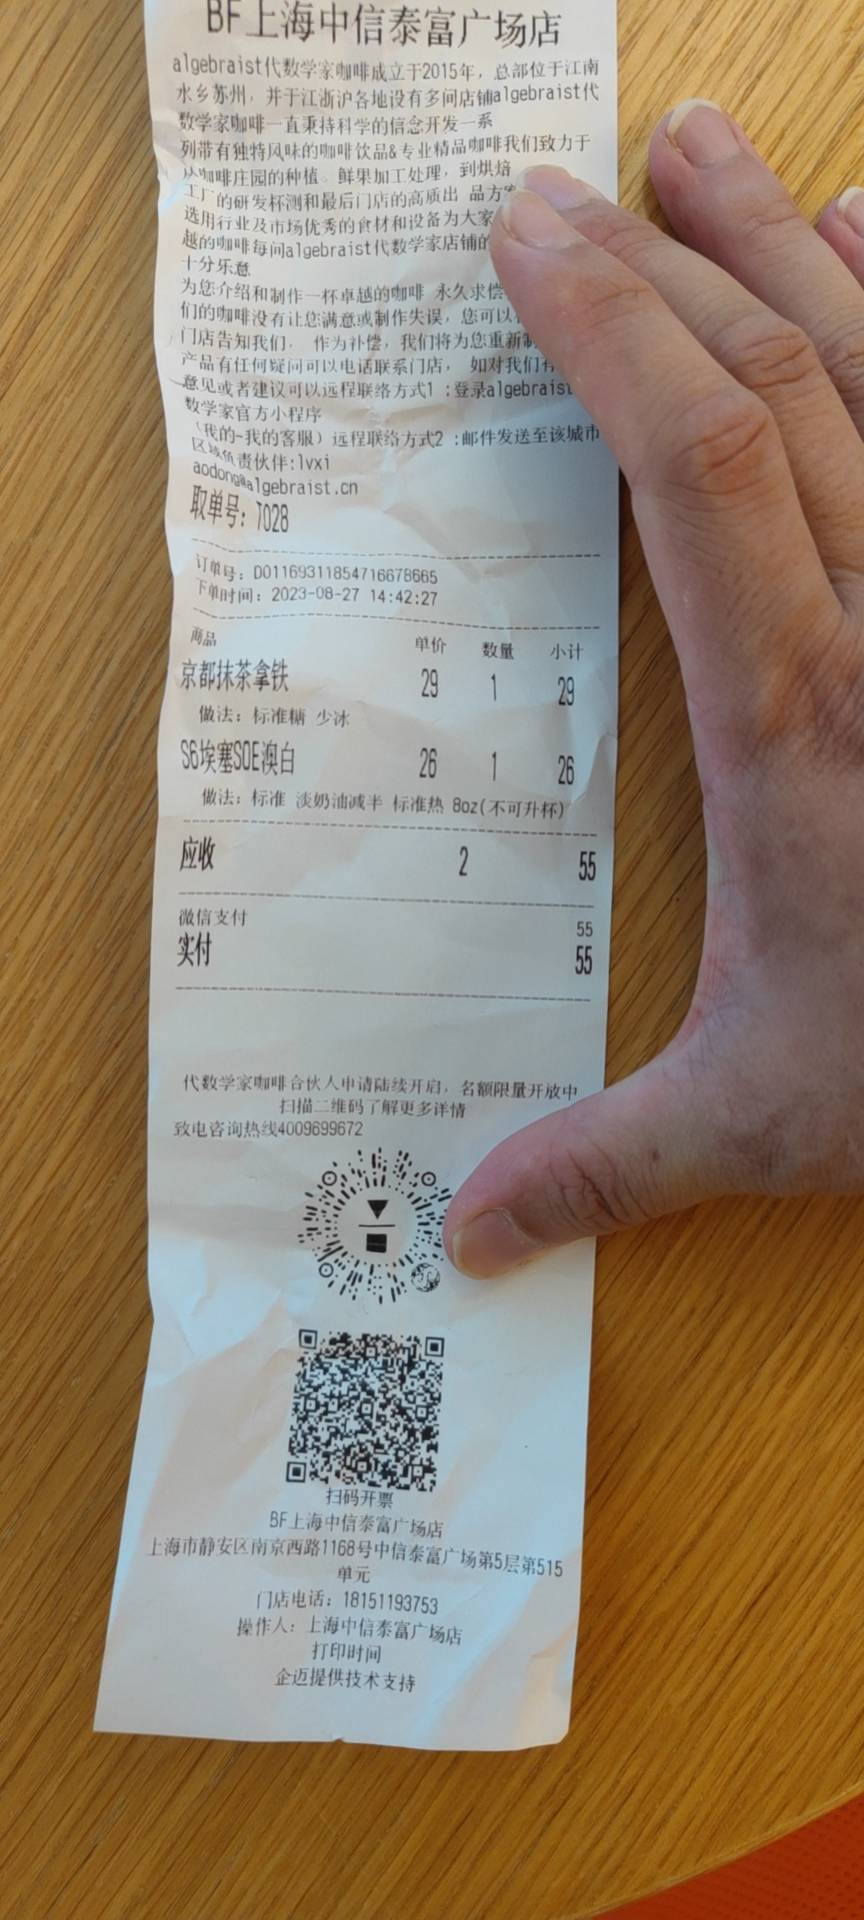 BF上海中信泰富广场店
algebraist代数学家咖啡成立于2015年，总部位于江南
水乡苏州，并于江浙沪各地设有多间店铺algebraist代
数学家咖啡一直秉持科学的信念开发一系
列带有独特风味的咖啡饮品&专业精品咖啡我们致力于
从咖啡庄园的种植。鲜果加工处理，到烘焙
工厂的研发杯测和最后门店的高质出 品方
选用行业及市场优秀的食材和设备为大家
越的咖啡每间algebraist代数学家店铺的
十分乐意
为您介绍和制作一杯卓越的咖啡 永久求偿
们的咖啡没有让您满意或制作失误，您可以
门店告知我们， 作为补偿，我们将为您重新制
产品有任何疑问可以电话联系门店， 如对我们有
意见或者建议可以远程联络方式1 :登录algebraist
数学家官方小程序
（我的-我的客服）远程联络方式2 :邮件发送至该城市
区域负责伙伴:lvxi
aodong@algebraist.cn
取单号: T028
订单号: D01169311854716678665
下单时间: 2023-08-27 14:42:27
商品 单价 数量 小计
京都抹茶拿铁 29 1 29
做法: 标准糖 少冰
S6埃塞SOE澳白 26 1 26
做法: 标准 淡奶油减半 标准热 8oz(不可升杯)
应收 2 55
微信支付 55
实付 55
代数学家咖啡合伙人申请陆续开启，名额限量开放中
扫描二维码了解更多详情
致电咨询热线4009699672
扫码开票
BF上海中信泰富广场店
上海市静安区南京西路1168号中信泰富广场第5层第515
单元
门店电话: 18151193753
操作人: 上海中信泰富广场店
打印时间
企迈提供技术支持